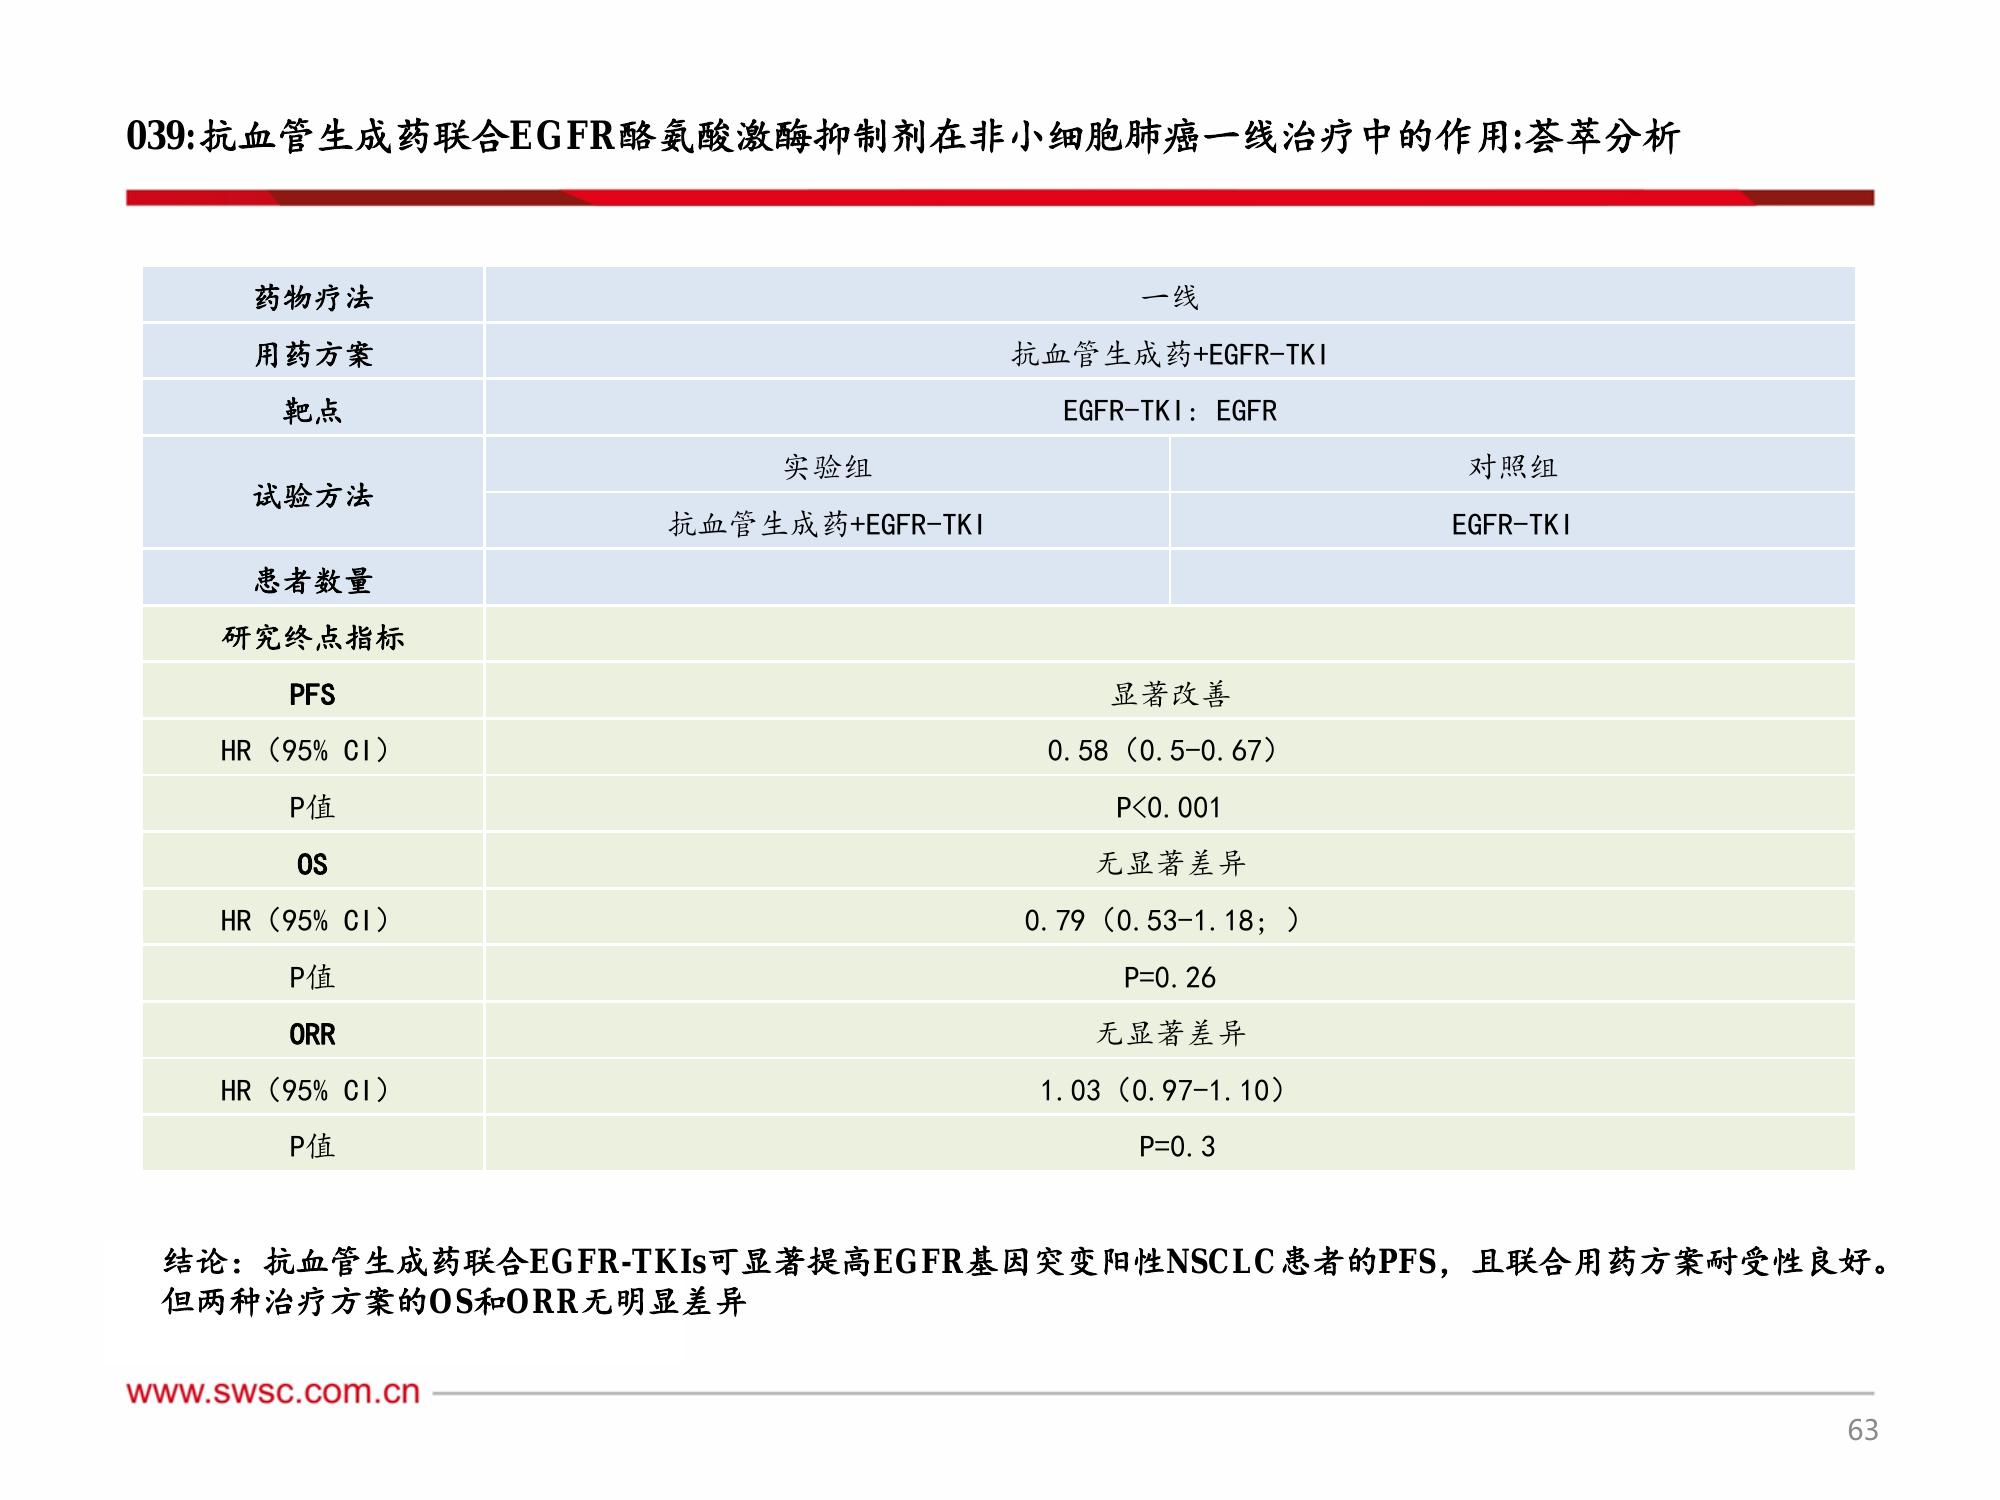 039:抗血管生成药联合EGFR酪氨酸激酶抑制剂在非小细胞肺癌一线治疗中的作用:荟萃分析
药物疗法 一线
用药方案 抗血管生成药+EGFR-TKI
靶点 EGFR-TKI：EGFR
试验方法 实验组 对照组
抗血管生成药+EGFR-TKI EGFR-TKI
患者数量
研究终点指标
PFS 显著改善
HR（95% CI） 0.58（0.5-0.67）
P值 P<0.001
OS 无显著差异
HR（95% CI） 0.79（0.53-1.18；）
P值 P=0.26
ORR 无显著差异
HR（95% CI） 1.03（0.97-1.10）
P值 P=0.3
结论：抗血管生成药联合EGFR-TKIs可显著提高EGFR基因突变阳性NSCLC患者的PFS，且联合用药方案耐受性良好。
但两种治疗方案的OS和ORR无明显差异
www.swsc.com.cn
63